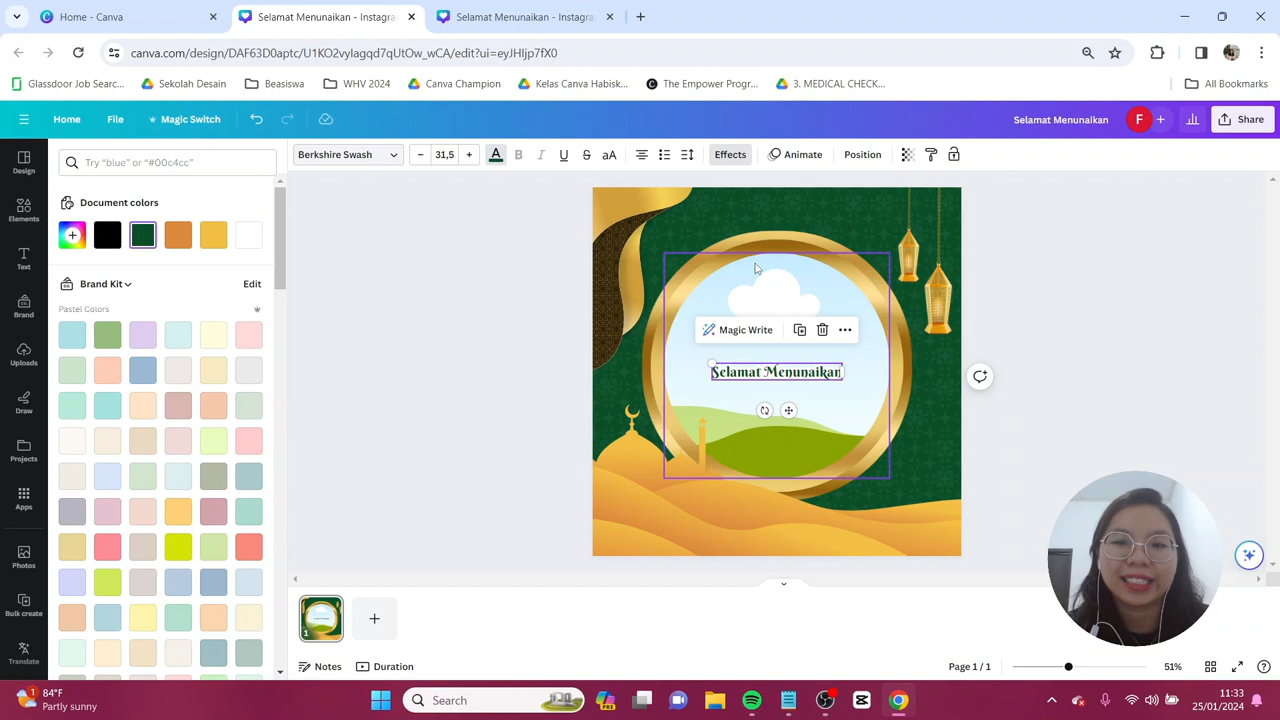 Home - Canva
Selamat Menunaikan - Instagra
Selamat Menunaikan - Instagra
canva.com/design/DAF63D0aptc/U1KO2vyIagqd7qUtOw_wCA/edit?ui=eyJHIjp7fX0
Glassdoor Job Searc...
Sekolah Desain
Beasiswa
WHV 2024
Canva Champion
Kelas Canva Habisk...
The Empower Progr...
3. MEDICAL CHECK...
All Bookmarks
Home
File
Magic Switch
Selamat Menunaikan
F
Share
Design
Elements
Text
Brand
Uploads
Draw
Projects
Apps
Photos
Bulk create
Translate
Try “blue” or “#00c4cc”
Document colors
Brand Kit
Edit
Pastel Colors
Berkshire Swash
31,5
A
B
I
U
S
aA
Effects
Animate
Position
Magic Write
Selamat Menunaikan
1
Notes
Duration
Page 1 / 1
51%
1
84°F
Partly sunny
Search
11:33
25/01/2024